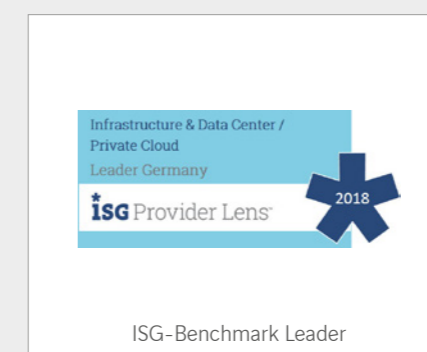 Infrastructure & Data Center /
Private Cloud
Leader Germany
ISG Provider Lens™
2018
ISG-Benchmark Leader